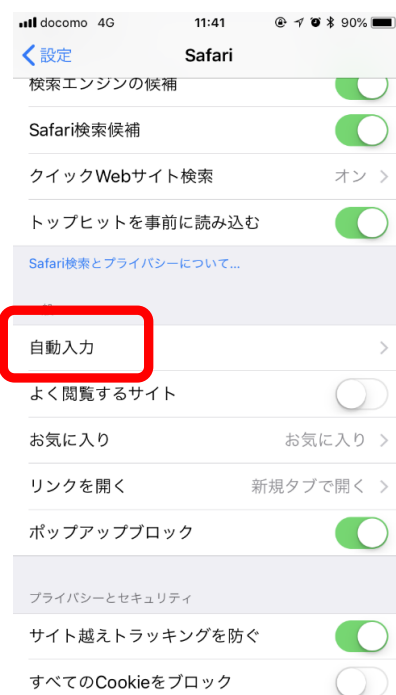 docomo 4G 11:41 90%
設定 Safari
検索エンジンの候補
Safari検索候補
クイックWebサイト検索 オン
トップヒットを事前に読み込む
Safari検索とプライバシーについて...
自動入力
よく閲覧するサイト
お気に入り お気に入り
リンクを開く 新規タブで開く
ポップアップブロック
プライバシーとセキュリティ
サイト越えトラッキングを防ぐ
すべてのCookieをブロック